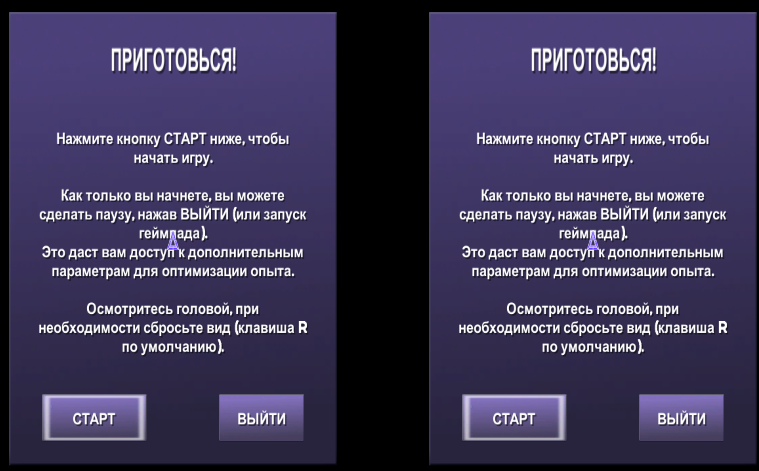 ПРИГОТОВЬСЯ!
Нажмите кнопку СТАРТ ниже, чтобы
начать игру.
Как только вы начнете, вы можете
сделать паузу, нажав ВЫЙТИ (или запуск
геймпада).
Это даст вам доступ к дополнительным
параметрам для оптимизации опыта.
Осмотритесь головой, при
необходимости сбросьте вид (клавиша R
по умолчанию).
СТАРТ
ВЫЙТИ
ПРИГОТОВЬСЯ!
Нажмите кнопку СТАРТ ниже, чтобы
начать игру.
Как только вы начнете, вы можете
сделать паузу, нажав ВЫЙТИ (или запуск
геймпада).
Это даст вам доступ к дополнительным
параметрам для оптимизации опыта.
Осмотритесь головой, при
необходимости сбросьте вид (клавиша R
по умолчанию).
СТАРТ
ВЫЙТИ